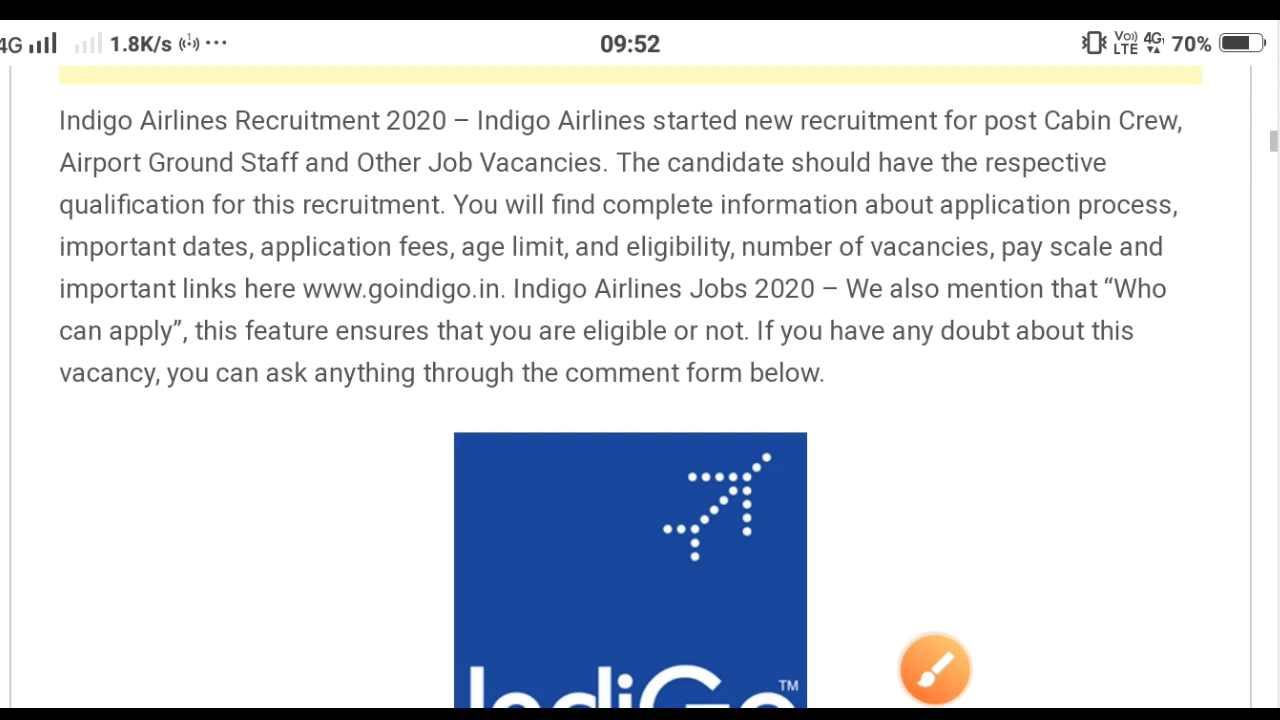 4G 1.8K/s ... 09:52 Vo)) LTE 4G 70%
Indigo Airlines Recruitment 2020 – Indigo Airlines started new recruitment for post Cabin Crew,
Airport Ground Staff and Other Job Vacancies. The candidate should have the respective
qualification for this recruitment. You will find complete information about application process,
important dates, application fees, age limit, and eligibility, number of vacancies, pay scale and
important links here www.goindigo.in. Indigo Airlines Jobs 2020 – We also mention that “Who
can apply”, this feature ensures that you are eligible or not. If you have any doubt about this
vacancy, you can ask anything through the comment form below.
IndiGo TM